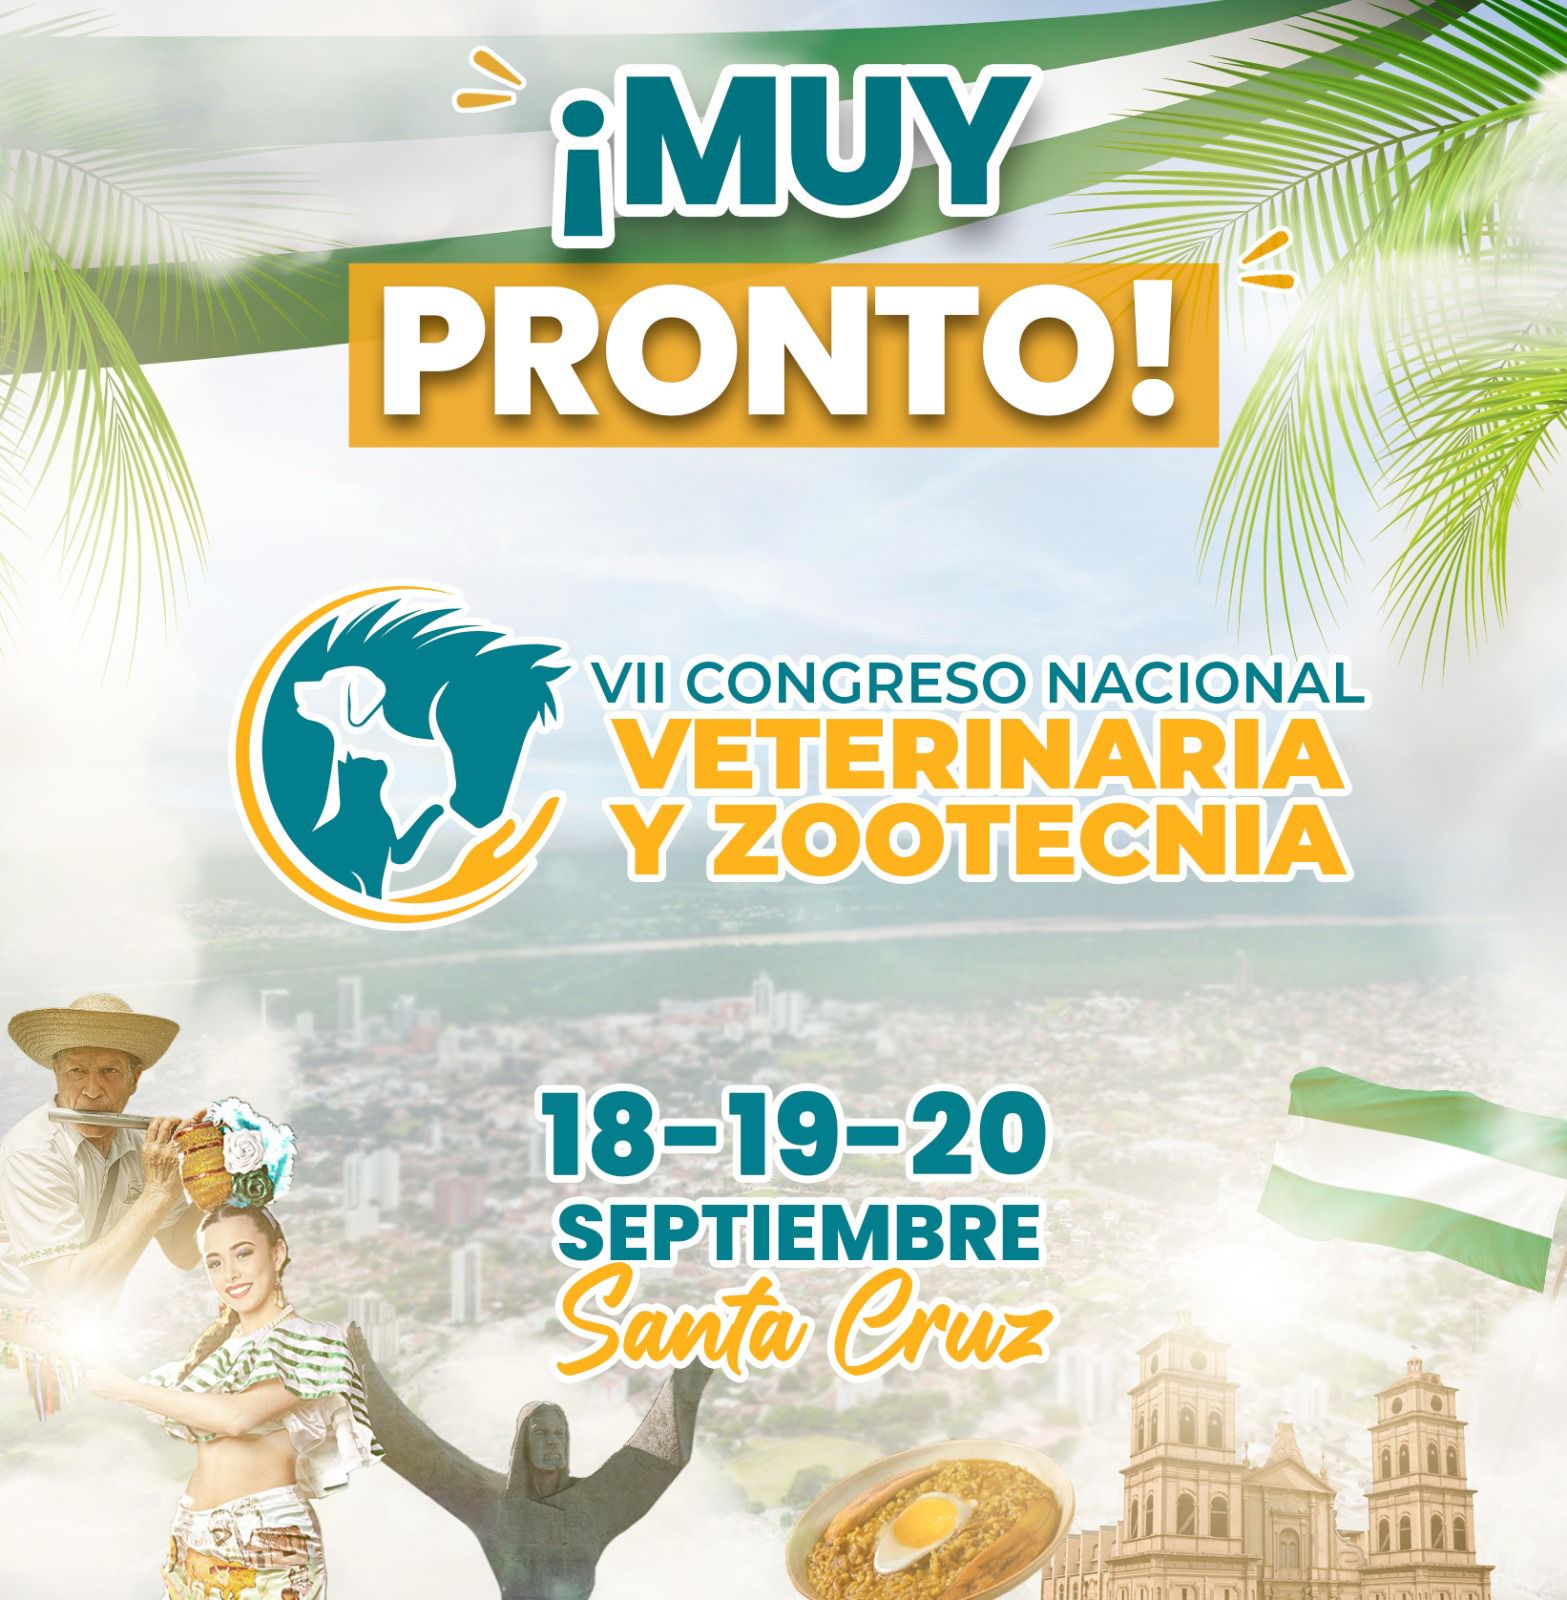 ¡MUY
PRONTO!
VII CONGRESO NACIONAL
VETERINARIA
Y ZOOTECNIA
18-19-20
SEPTIEMBRE
Santa Cruz